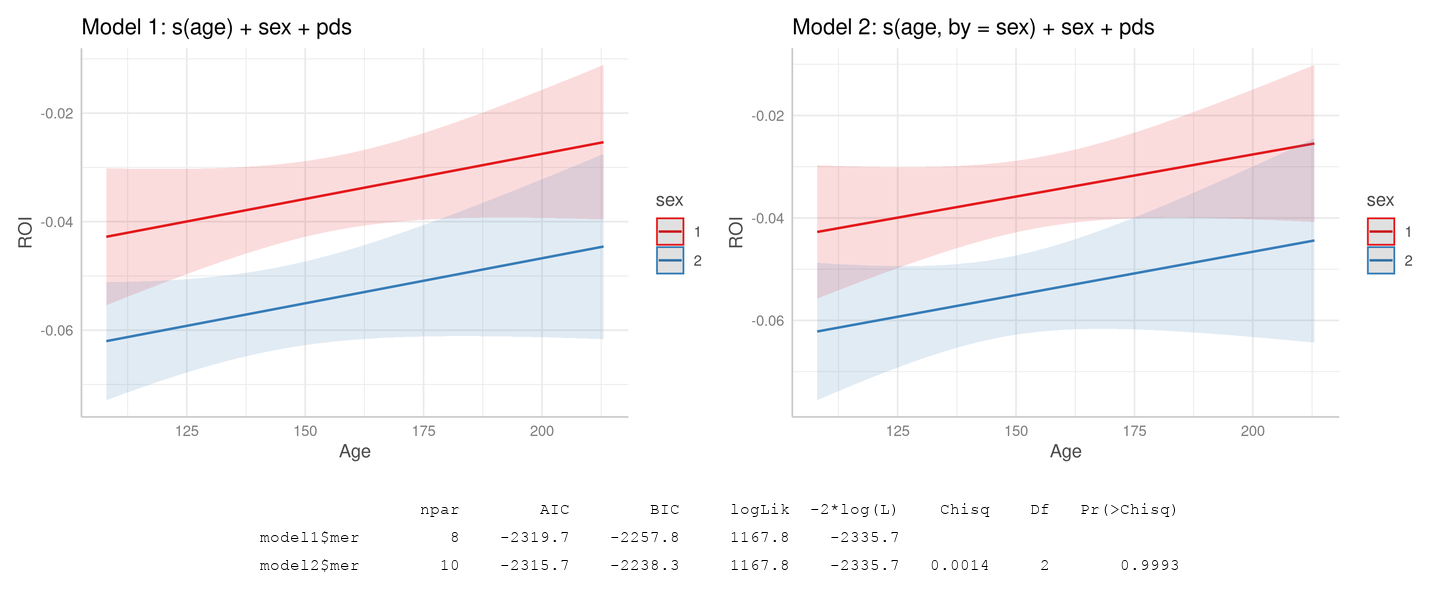 Model 1: s(age) + sex + pds
-0.02
-0.04
-0.06
ROI
125 150 175 200
Age
sex
1
2
Model 2: s(age, by = sex) + sex + pds
-0.02
-0.04
-0.06
ROI
125 150 175 200
Age
sex
1
2
npar AIC BIC logLik -2*log(L) Chisq Df Pr(>Chisq)
model1$mer 8 -2319.7 -2257.8 1167.8 -2335.7
model2$mer 10 -2315.7 -2238.3 1167.8 -2335.7 0.0014 2 0.9993